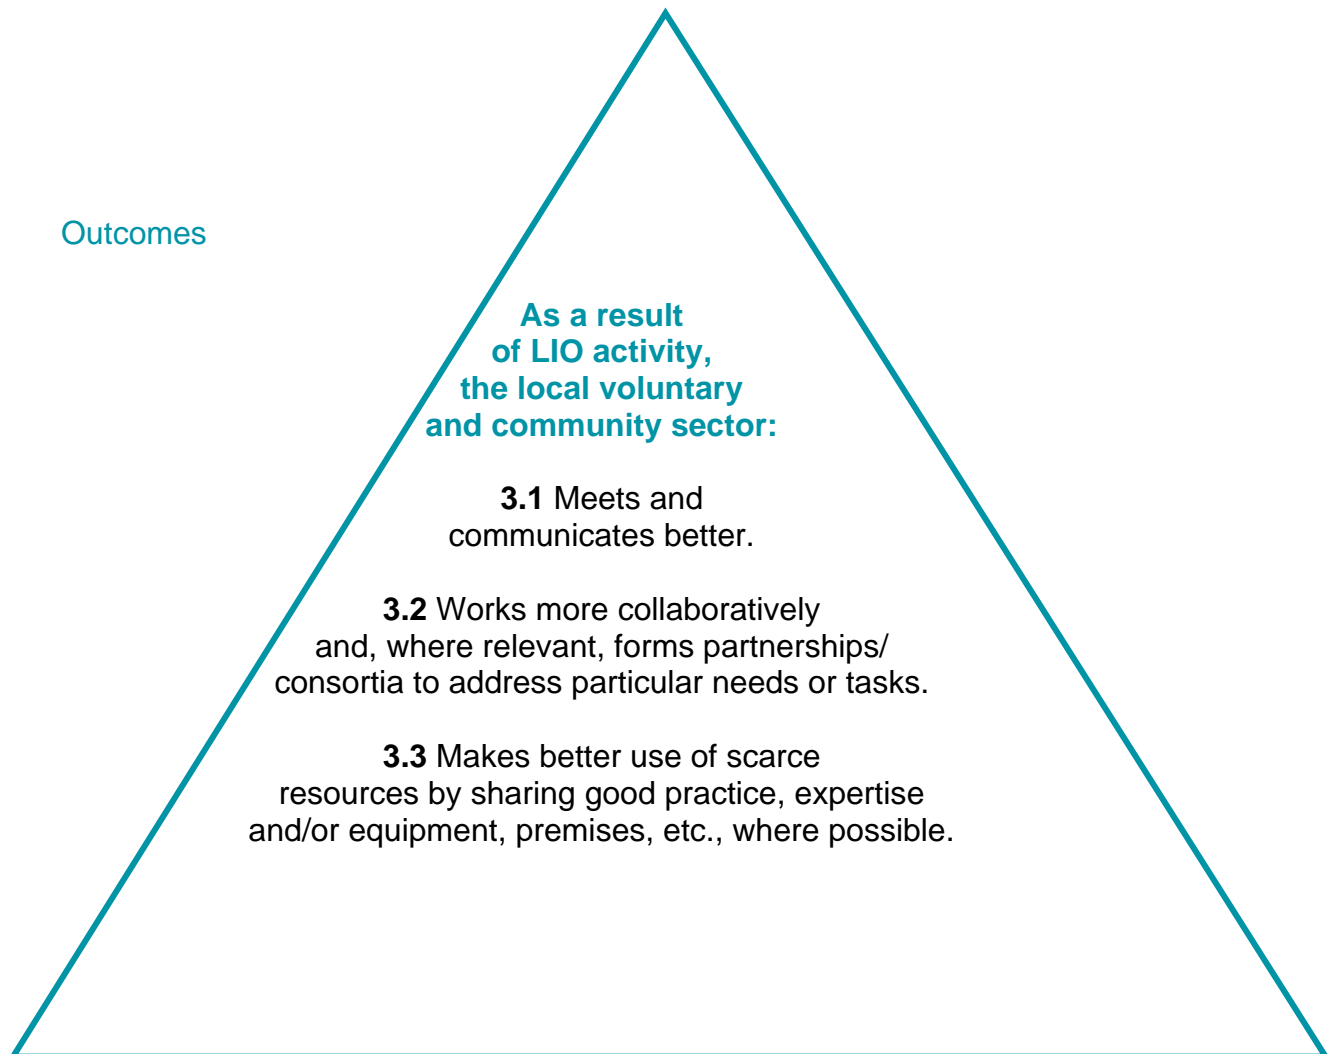 Outcomes
As a result
of LIO activity,
the local voluntary
and community sector:
3.1 Meets and
communicates better.
3.2 Works more collaboratively
and, where relevant, forms partnerships/
consortia to address particular needs or tasks.
3.3 Makes better use of scarce
resources by sharing good practice, expertise
and/or equipment, premises, etc., where possible.